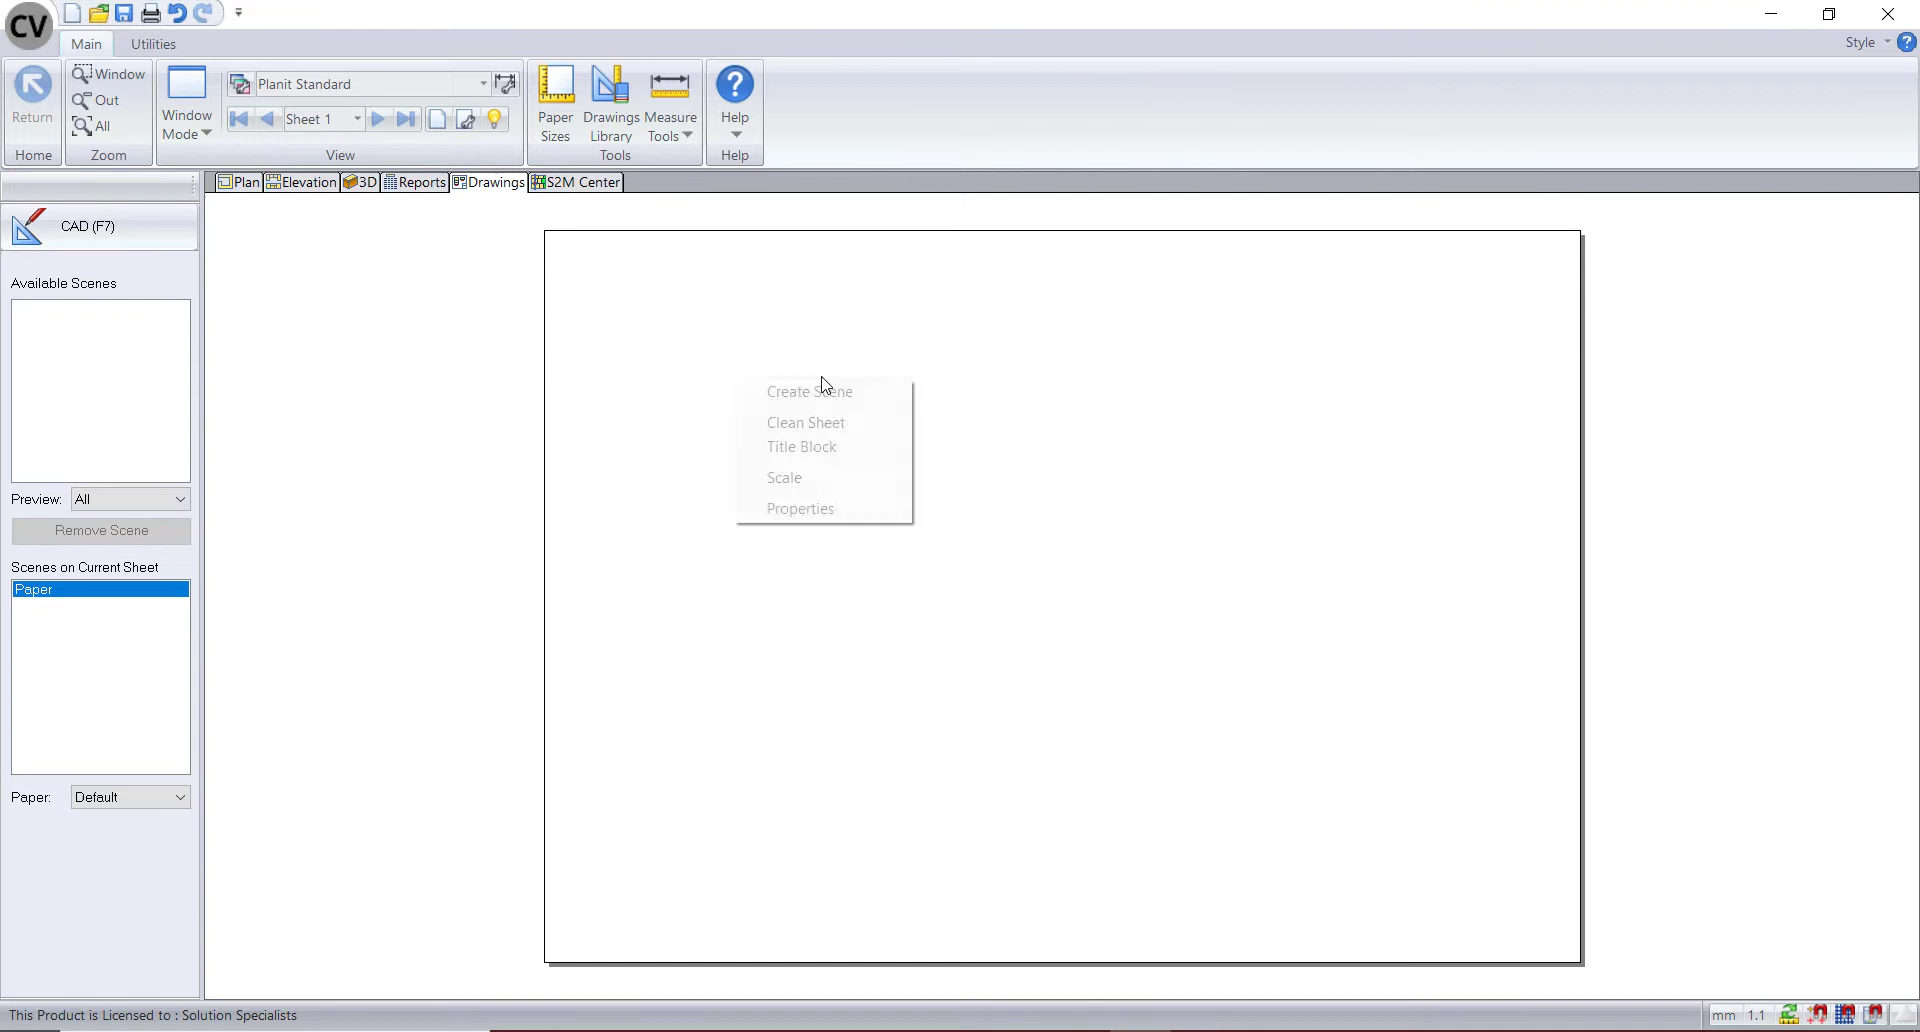 CV
Main
Utilities
Style
Return
Home
Window
Out
All
Zoom
Window
Mode
Planit Standard
Sheet 1
View
Paper
Sizes
Drawings
Library
Measure
Tools
Tools
Help
Help
Plan
Elevation
3D
Reports
Drawings
S2M Center
CAD (F7)
Available Scenes
Preview: All
Remove Scene
Scenes on Current Sheet
Paper
Paper: Default
Create Scene
Clean Sheet
Title Block
Scale
Properties
This Product is Licensed to : Solution Specialists
mm 1.1